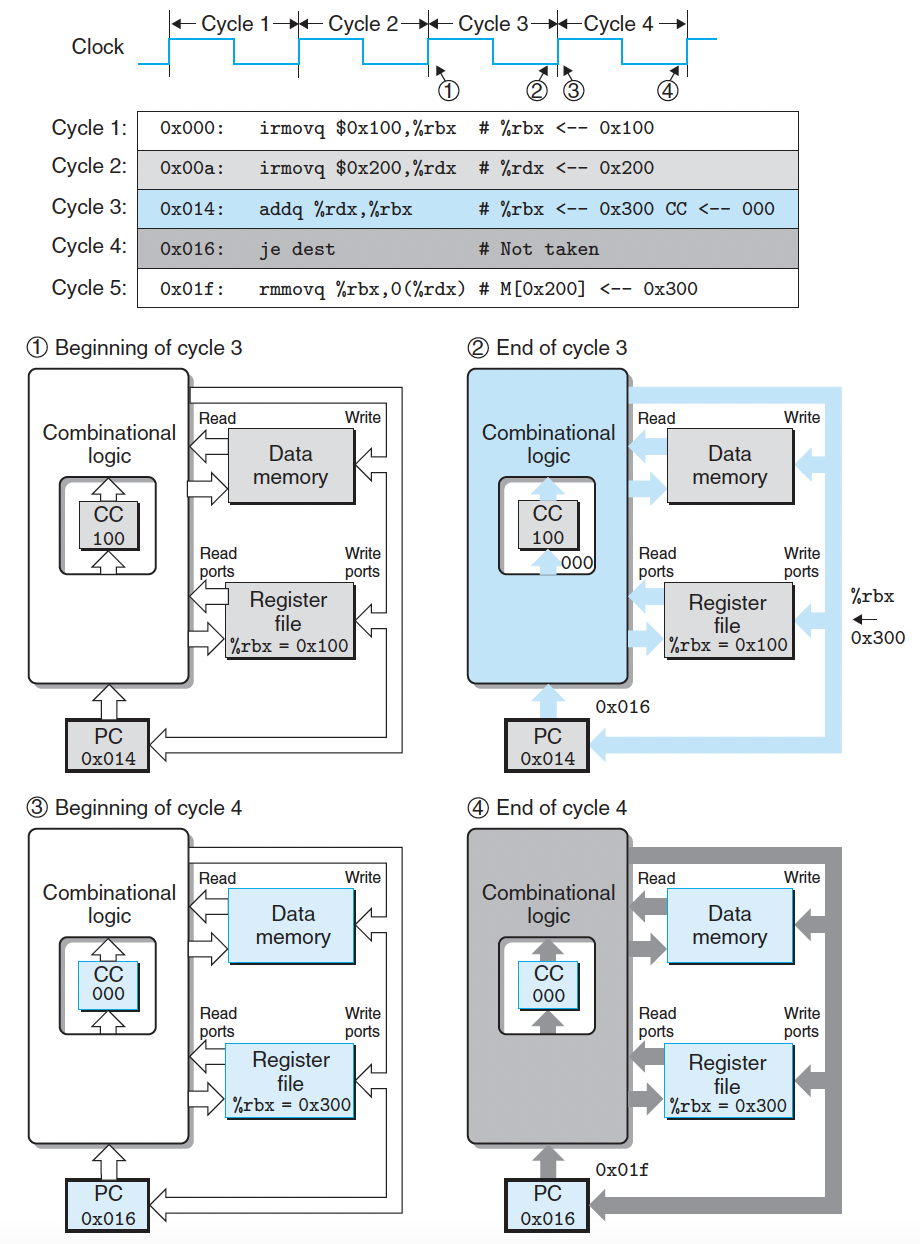 Clock
Cycle 1 Cycle 2 Cycle 3 Cycle 4
① ② ③ ④
Cycle 1: 0x000: irmovq $0x100,%rbx # %rbx <-- 0x100
Cycle 2: 0x00a: irmovq $0x200,%rdx # %rdx <-- 0x200
Cycle 3: 0x014: addq %rdx,%rbx # %rbx <-- 0x300 CC <-- 000
Cycle 4: 0x016: je dest # Not taken
Cycle 5: 0x01f: rmmovq %rbx,0(%rdx) # M[0x200] <-- 0x300
① Beginning of cycle 3
Combinational
logic
CC
100
Read
Write
Data
memory
Read
ports
Write
ports
Register
file
%rbx = 0x100
PC
0x014
② End of cycle 3
Combinational
logic
CC
100
000
Read
Write
Data
memory
Read
ports
Write
ports
Register
file
%rbx = 0x100
%rbx
0x300
0x016
PC
0x014
③ Beginning of cycle 4
Combinational
logic
CC
000
Read
Write
Data
memory
Read
ports
Write
ports
Register
file
%rbx = 0x300
PC
0x016
④ End of cycle 4
Combinational
logic
CC
000
Read
Write
Data
memory
Read
ports
Write
ports
Register
file
%rbx = 0x300
0x01f
PC
0x016